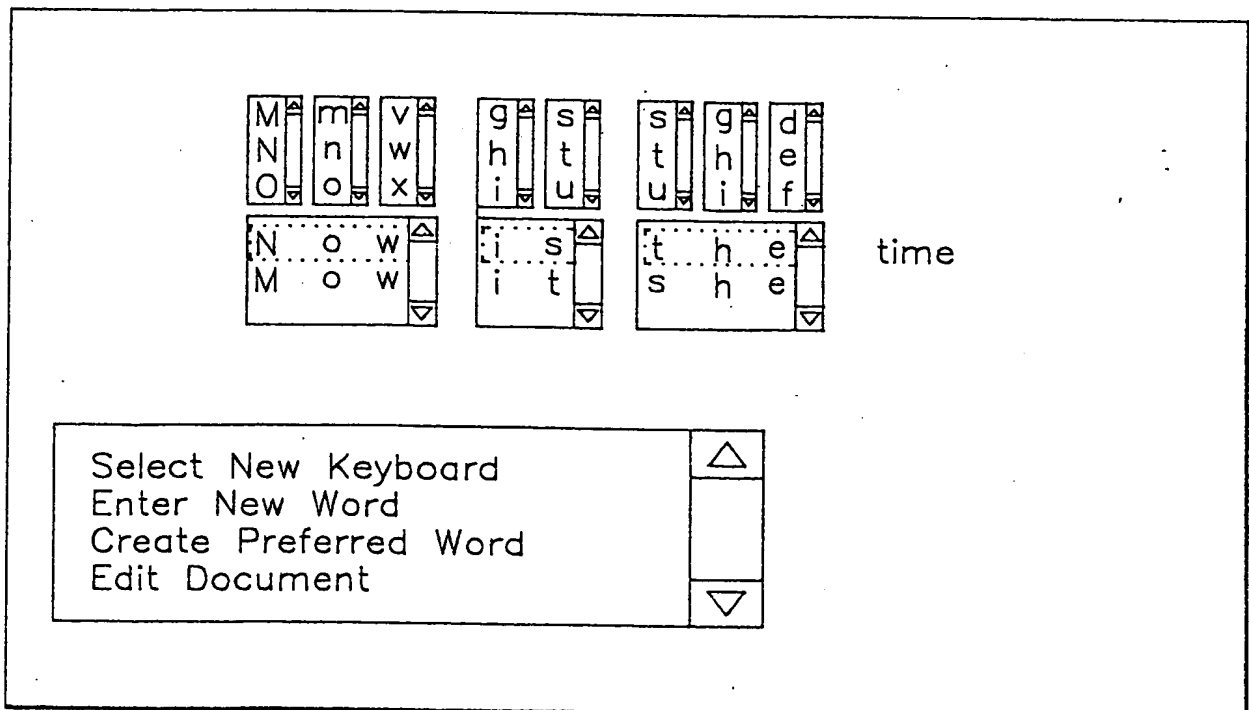 M m v g s s g d
N n w h t t h e
O o x i u u i f
N o w i s t h e time
M o w i t s h e
Select New Keyboard
Enter New Word
Create Preferred Word
Edit Document